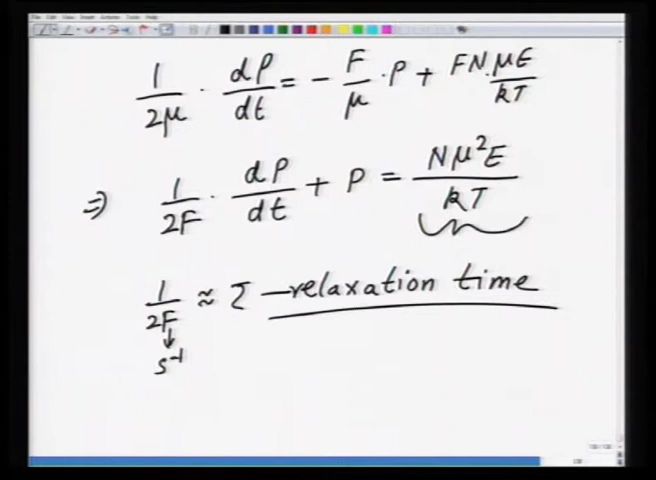 1/2μ · dP/dt = - F/μ · P + FN · μE/kT
⇒ 1/2F · dP/dt + P = Nμ²E/kT
1/2F ≈ τ - relaxation time
↓
s⁻¹